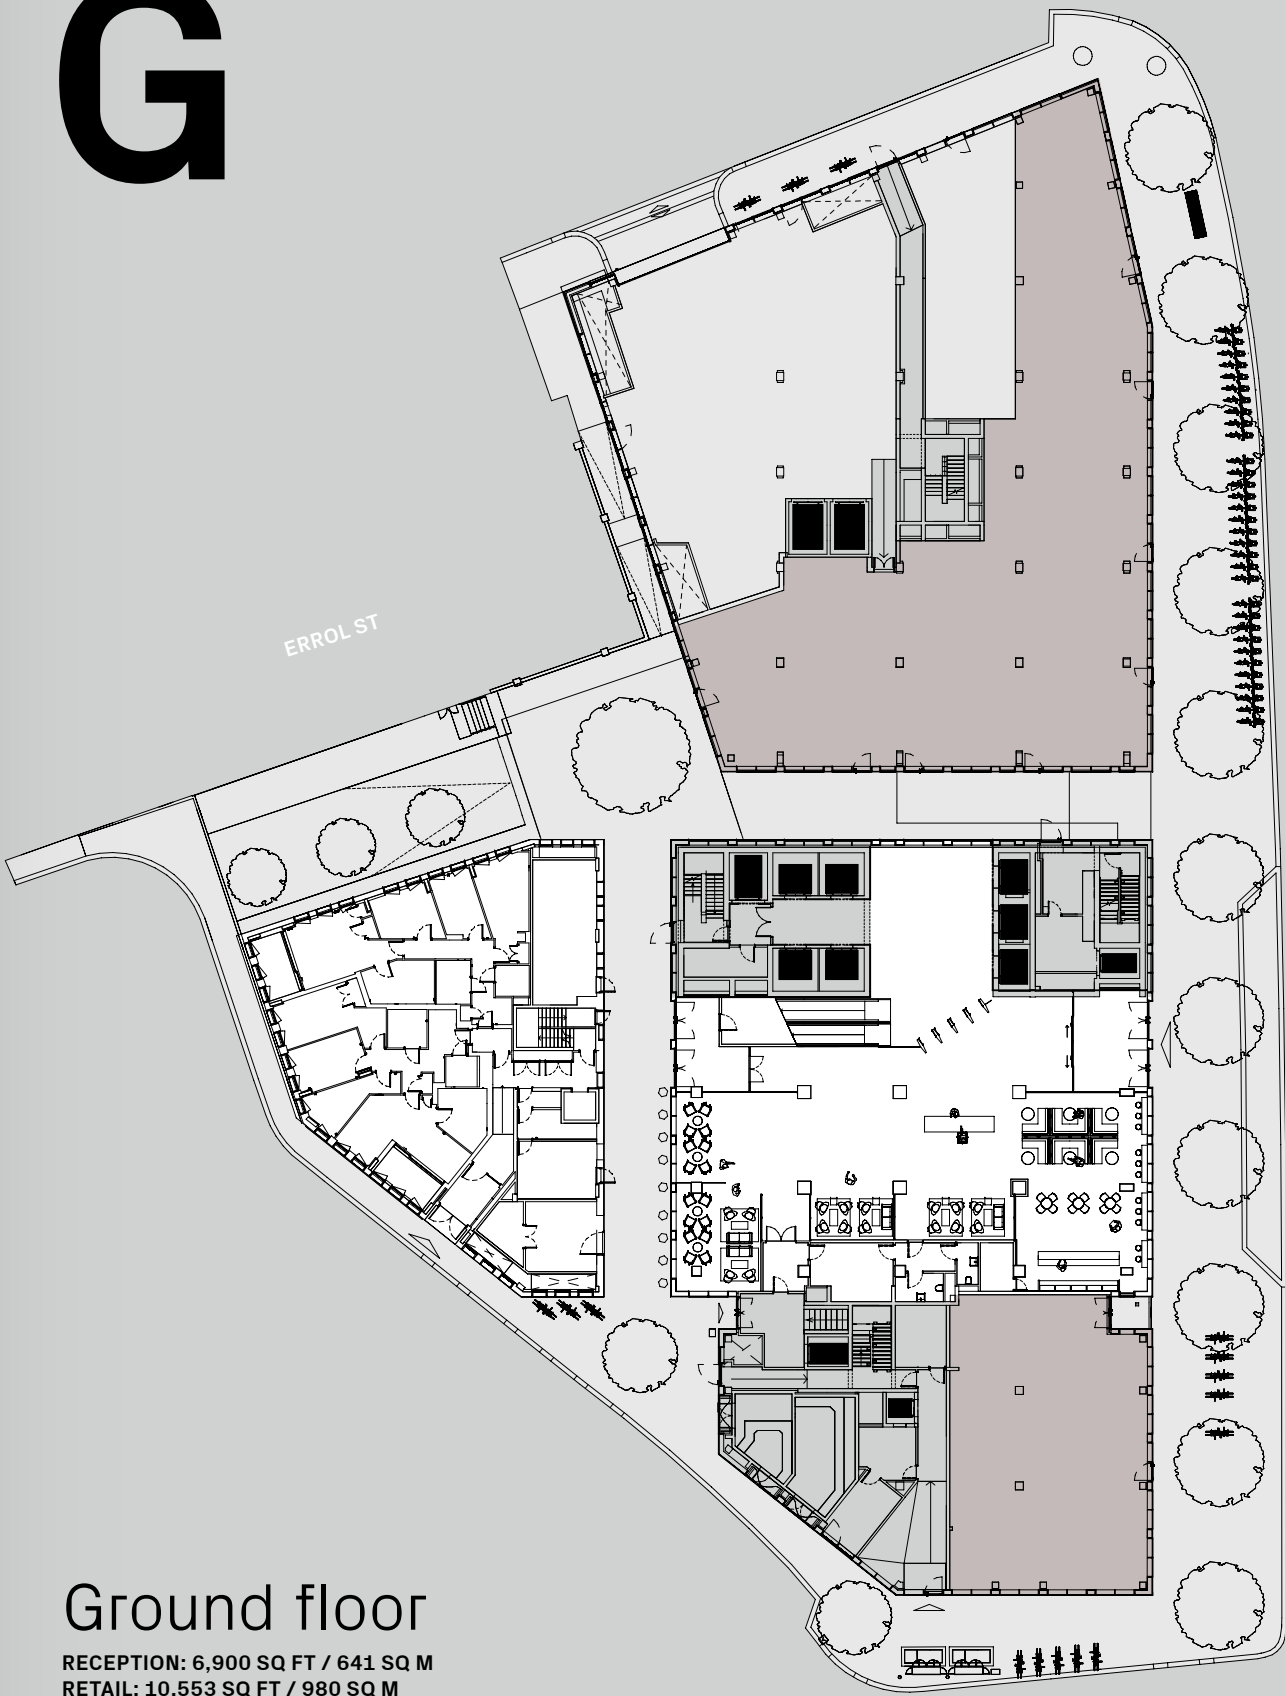 G
ERROL ST
Ground floor
RECEPTION: 6,900 SQ FT / 641 SQ M
RETAIL: 10,553 SQ FT / 980 SQ M